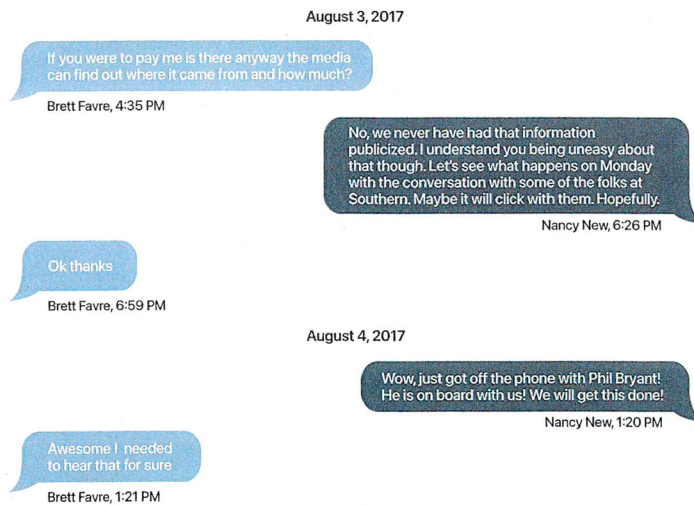 August 3, 2017
If you were to pay me is there anyway the media
can find out where it came from and how much?
Brett Favre, 4:35 PM
No, we never have had that information
publicized. I understand you being uneasy about
that though. Let's see what happens on Monday
with the conversation with some of the folks at
Southern. Maybe it will click with them. Hopefully.
Nancy New, 6:26 PM
Ok thanks
Brett Favre, 6:59 PM
August 4, 2017
Wow, just got off the phone with Phil Bryant!
He is on board with us! We will get this done!
Nancy New, 1:20 PM
Awesome I needed
to hear that for sure
Brett Favre, 1:21 PM